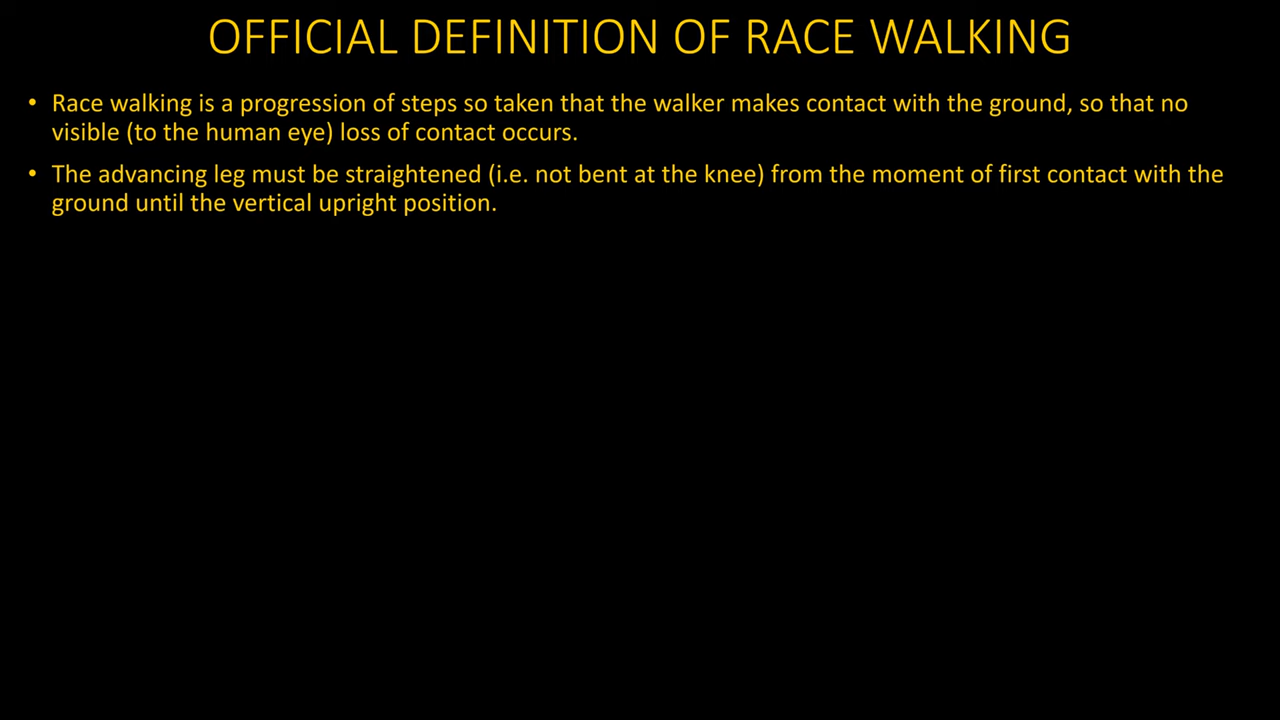 OFFICIAL DEFINITION OF RACE WALKING
• Race walking is a progression of steps so taken that the walker makes contact with the ground, so that no
visible (to the human eye) loss of contact occurs.
• The advancing leg must be straightened (i.e. not bent at the knee) from the moment of first contact with the
ground until the vertical upright position.